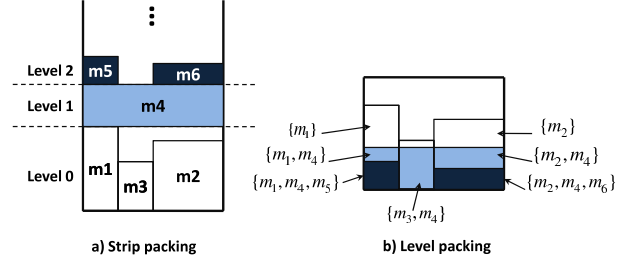 Level 2
m5
m6
Level 1
m4
Level 0
m1
m3
m2
a) Strip packing
{m₁}
{m₂}
{m₁, m₄}
{m₂, m₄}
{m₁, m₄, m₅}
{m₂, m₄, m₆}
{m₃, m₄}
b) Level packing